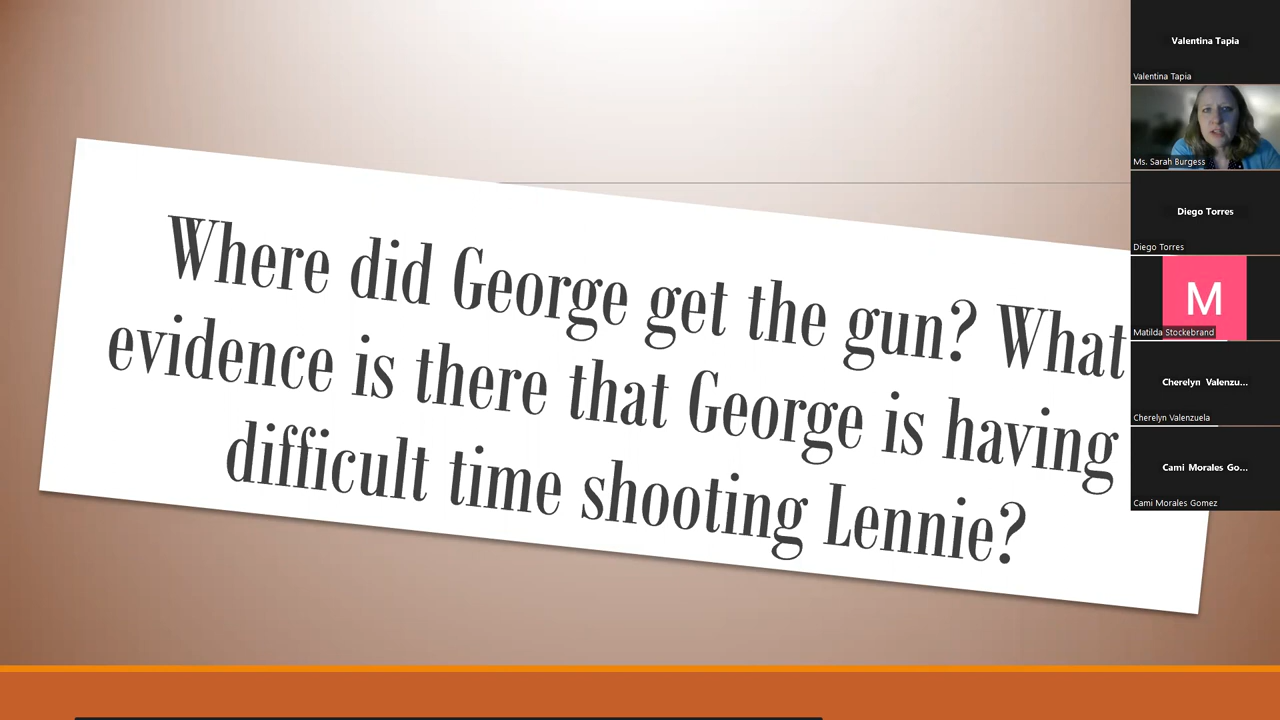 Where did George get the gun? What
evidence is there that George is having
difficult time shooting Lennie?
Valentina Tapia
Valentina Tapia
Ms. Sarah Burgess
Diego Torres
Diego Torres
M
Matilda Stockebrand
Cherelyn Valenzu...
Cherelyn Valenzuela
Cami Morales Go...
Cami Morales Gomez